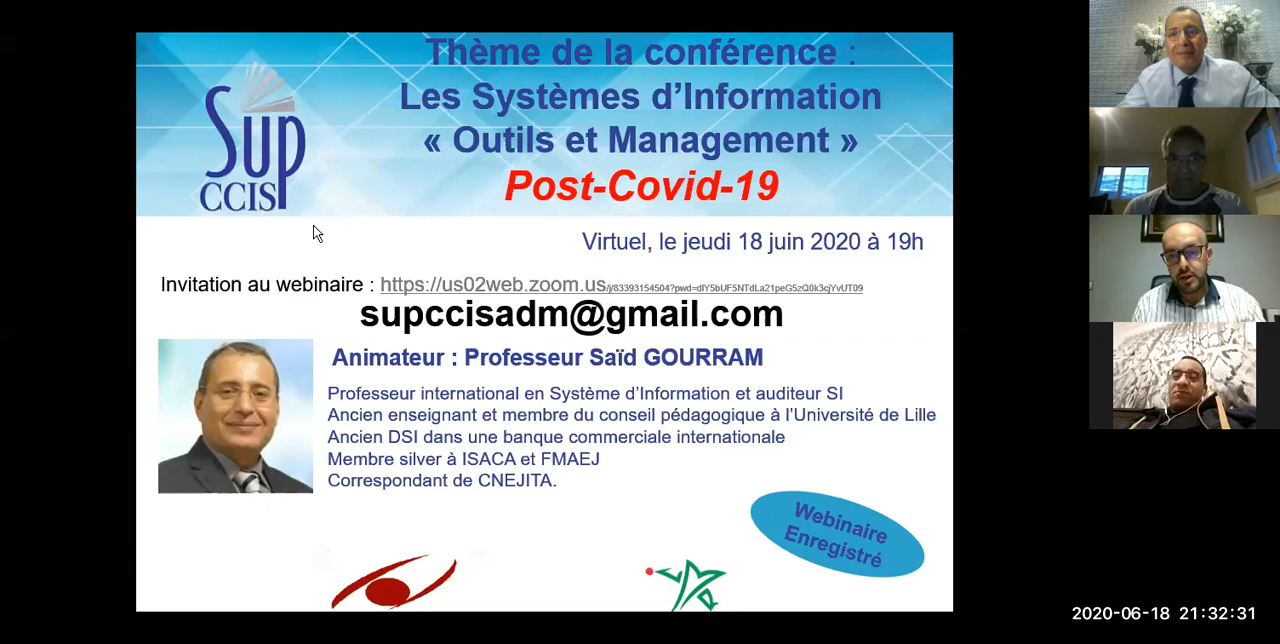 Thème de la conférence :
Sup
CCIS
Les Systèmes d’Information
« Outils et Management »
Post-Covid-19
Virtuel, le jeudi 18 juin 2020 à 19h
Invitation au webinaire : https://us02web.zoom.us/j/83393154504?pwd=dlY5bUF5NTdLa21peG5zQ0k3cjYvUT09
supccisadm@gmail.com
Animateur : Professeur Saïd GOURRAM
Professeur international en Système d’Information et auditeur SI
Ancien enseignant et membre du conseil pédagogique à l’Université de Lille
Ancien DSI dans une banque commerciale internationale
Membre silver à ISACA et FMAEJ
Correspondant de CNEJITA.
Webinaire
Enregistré
2020-06-18 21:32:31